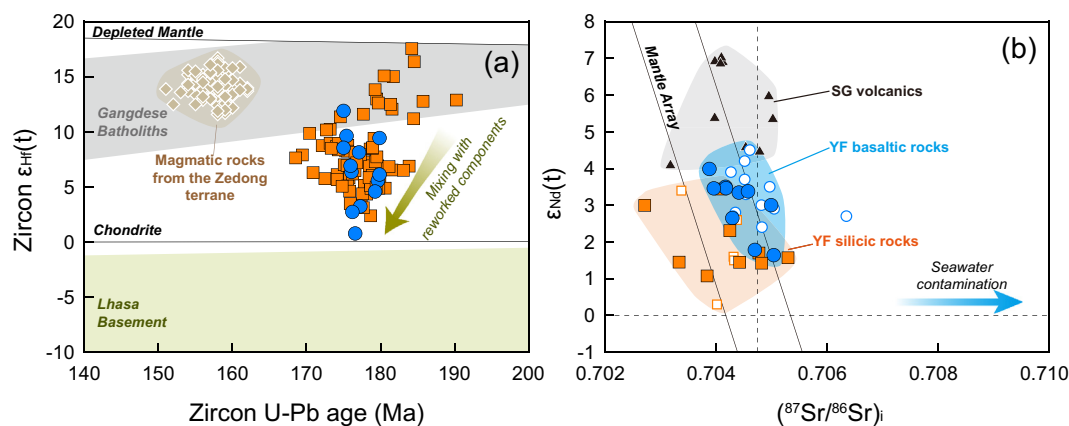 (a)
Depleted Mantle
Gangdese
Batholiths
Magmatic rocks
from the Zedong
terrane
Mixing with
reworked components
Chondrite
Lhasa
Basement
20
15
10
5
0
-5
-10
140
150
160
170
180
190
200
Zircon εHf(t)
Zircon U-Pb age (Ma)
(b)
Mantle Array
SG volcanics
YF basaltic rocks
YF silicic rocks
Seawater
contamination
8
7
6
5
4
3
2
1
0
-1
0.702
0.704
0.706
0.708
0.710
εNd(t)
(⁸⁷Sr/⁸⁶Sr)ᵢ